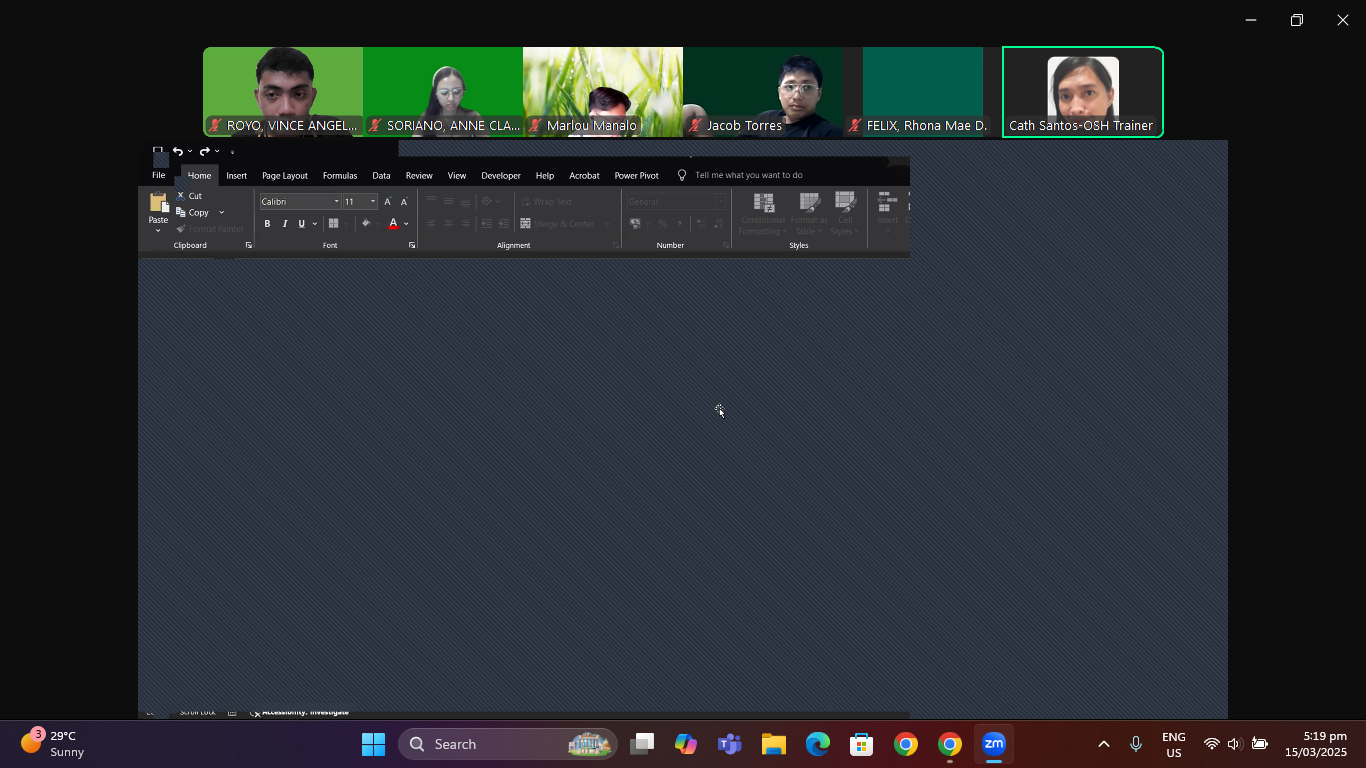 ROYO, VINCE ANGEL...
SORIANO, ANNE CLA...
Marlou Manalo
Jacob Torres
FELIX, Rhona Mae D.
Cath Santos-OSH Trainer
File Home Insert Page Layout Formulas Data Review View Developer Help Acrobat Power Pivot Tell me what you want to do
Paste
Cut
Copy
Format Painter
Clipboard
Calibri 11
B I U A
Font
Wrap Text
Merge & Center
Alignment
General
%
Number
Conditional Formatting
Format as Table
Cell Styles
Styles
Insert
Scroll Lock Accessibility: Investigate
3
29°C
Sunny
Search
zm
ENG
US
5:19 pm
15/03/2025